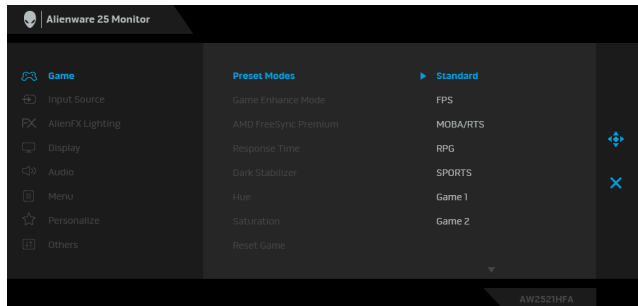 Alienware 25 Monitor
Game
Input Source
AlienFX Lighting
Display
Audio
Menu
Personalize
Others
Preset Modes
Game Enhance Mode
AMD FreeSync Premium
Response Time
Dark Stabilizer
Hue
Saturation
Reset Game
Standard
FPS
MOBA/RTS
RPG
SPORTS
Game 1
Game 2
AW2521HFA